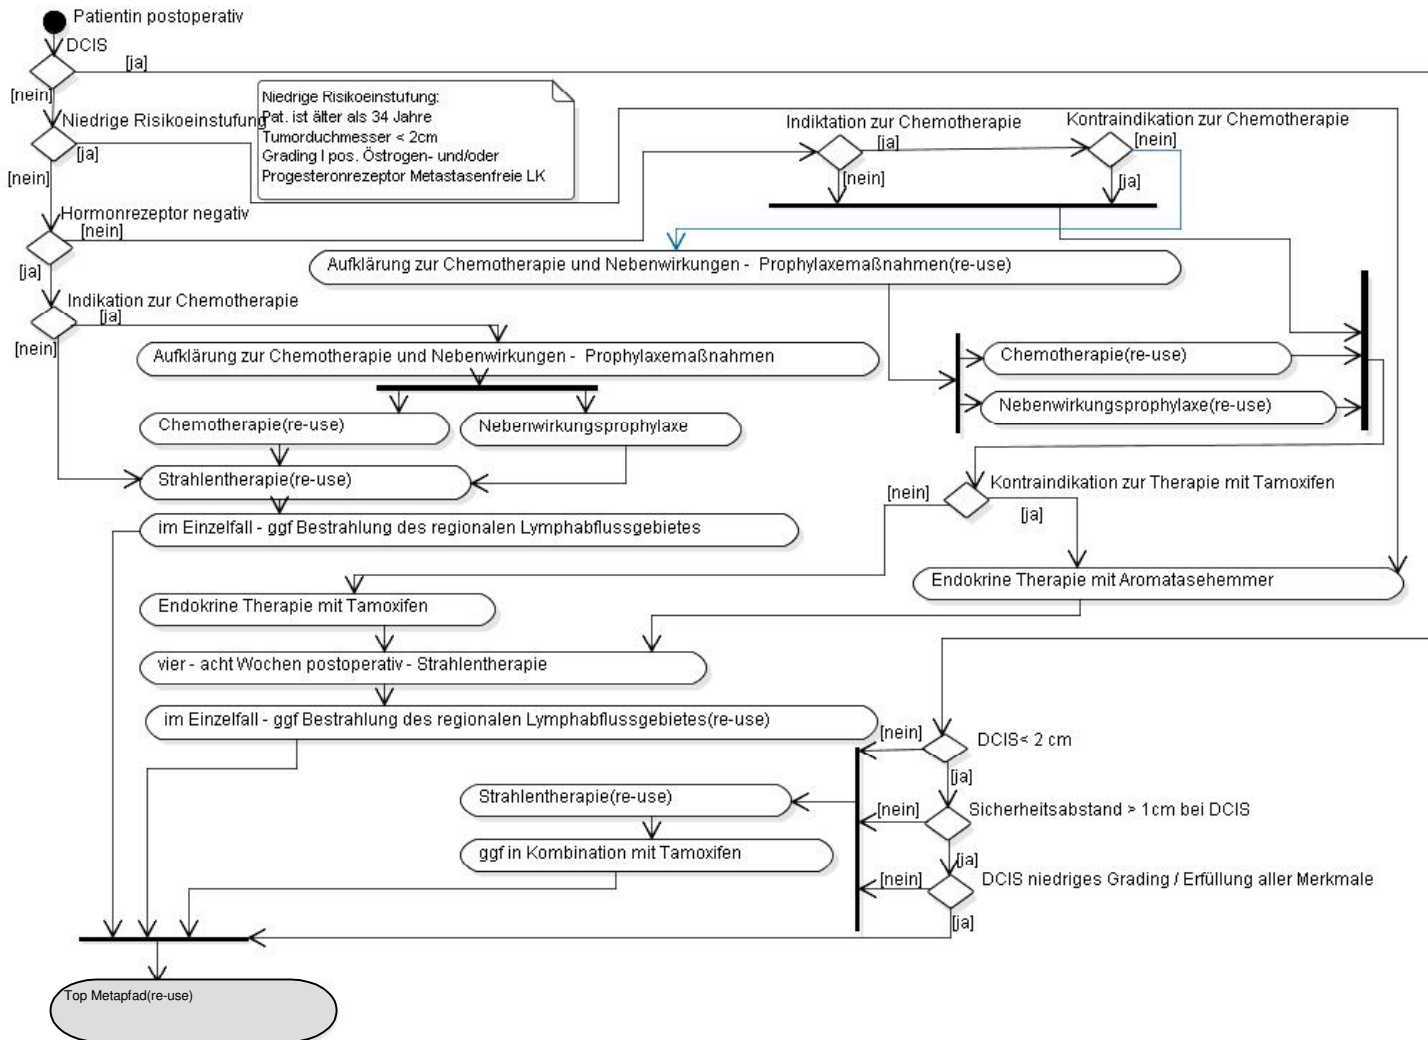 Patientin postoperativ
DCIS
[ja]
[nein]
Niedrige Risikoeinstufung:
Pat. ist älter als 34 Jahre
Tumorduchmesser < 2cm
Grading I pos. Östrogen- und/oder
Progesteronrezeptor Metastasenfreie LK
Niedrige Risikoeinstufung
[ja]
[nein]
Indiktation zur Chemotherapie
[ja]
[nein]
Kontraindikation zur Chemotherapie
[nein]
[ja]
Hormonrezeptor negativ
[nein]
[ja]
Aufklärung zur Chemotherapie und Nebenwirkungen - Prophylaxemaßnahmen(re-use)
Indikation zur Chemotherapie
[ja]
[nein]
Aufklärung zur Chemotherapie und Nebenwirkungen - Prophylaxemaßnahmen
Chemotherapie(re-use)
Nebenwirkungsprophylaxe(re-use)
Chemotherapie(re-use)
Nebenwirkungsprophylaxe
Strahlentherapie(re-use)
Kontraindikation zur Therapie mit Tamoxifen
[nein]
[ja]
im Einzelfall - ggf Bestrahlung des regionalen Lymphabflussgebietes
Endokrine Therapie mit Aromatasehemmer
Endokrine Therapie mit Tamoxifen
vier - acht Wochen postoperativ - Strahlentherapie
im Einzelfall - ggf Bestrahlung des regionalen Lymphabflussgebietes(re-use)
[nein]
DCIS< 2 cm
[ja]
Strahlentherapie(re-use)
[nein]
Sicherheitsabstand > 1cm bei DCIS
ggf in Kombination mit Tamoxifen
[ja]
[nein]
DCIS niedriges Grading / Erfüllung aller Merkmale
[ja]
Top Metapfad(re-use)